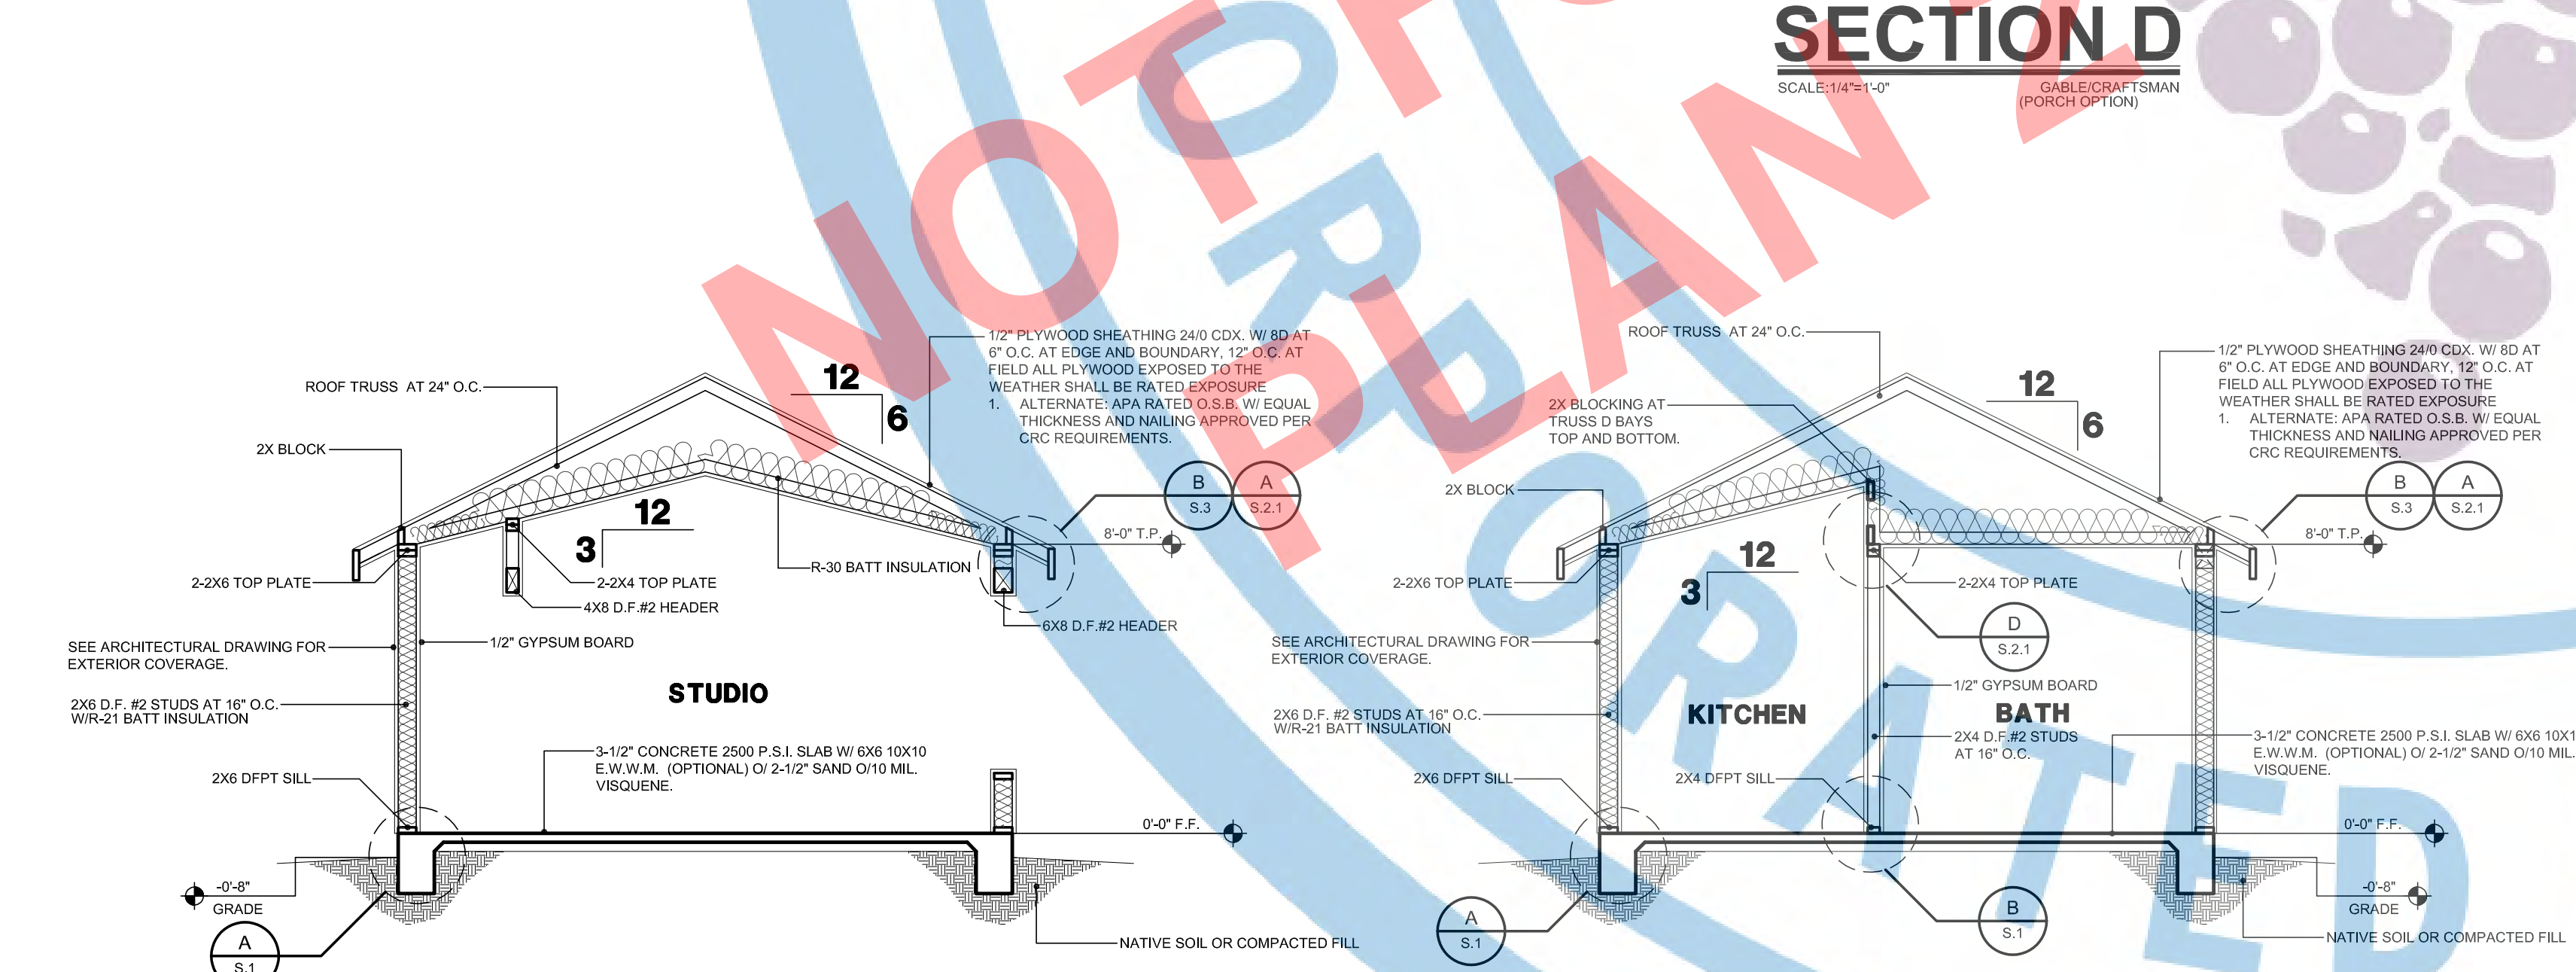 SECTION D
SCALE:1/4"=1'-0"
GABLE/CRAFTSMAN
(PORCH OPTION)
NOT
PLAN
ORPORATED
ROOF TRUSS AT 24" O.C.
2X BLOCK
2-2X6 TOP PLATE
SEE ARCHITECTURAL DRAWING FOR
EXTERIOR COVERAGE.
2X6 D.F. #2 STUDS AT 16" O.C.
W/R-21 BATT INSULATION
2X6 DFPT SILL
-0'-8"
GRADE
A
S.1
12
6
12
3
1/2" PLYWOOD SHEATHING 24/0 CDX. W/ 8D AT
6" O.C. AT EDGE AND BOUNDARY, 12" O.C. AT
FIELD ALL PLYWOOD EXPOSED TO THE
WEATHER SHALL BE RATED EXPOSURE
1. ALTERNATE: APA RATED O.S.B. W/ EQUAL
THICKNESS AND NAILING APPROVED PER
CRC REQUIREMENTS.
B
S.3
A
S.2.1
8'-0" T.P.
R-30 BATT INSULATION
2-2X4 TOP PLATE
4X8 D.F.#2 HEADER
6X8 D.F.#2 HEADER
1/2" GYPSUM BOARD
STUDIO
3-1/2" CONCRETE 2500 P.S.I. SLAB W/ 6X6 10X10
E.W.W.M. (OPTIONAL) O/ 2-1/2" SAND O/10 MIL.
VISQUENE.
0'-0" F.F.
NATIVE SOIL OR COMPACTED FILL
ROOF TRUSS AT 24" O.C.
2X BLOCKING AT
TRUSS D BAYS
TOP AND BOTTOM.
2X BLOCK
2-2X6 TOP PLATE
SEE ARCHITECTURAL DRAWING FOR
EXTERIOR COVERAGE.
2X6 D.F. #2 STUDS AT 16" O.C.
W/R-21 BATT INSULATION
2X6 DFPT SILL
2X4 DFPT SILL
A
S.1
12
6
12
3
1/2" PLYWOOD SHEATHING 24/0 CDX. W/ 8D AT
6" O.C. AT EDGE AND BOUNDARY, 12" O.C. AT
FIELD ALL PLYWOOD EXPOSED TO THE
WEATHER SHALL BE RATED EXPOSURE
1. ALTERNATE: APA RATED O.S.B. W/ EQUAL
THICKNESS AND NAILING APPROVED PER
CRC REQUIREMENTS.
B
S.3
A
S.2.1
8'-0" T.P.
2-2X4 TOP PLATE
D
S.2.1
1/2" GYPSUM BOARD
KITCHEN
BATH
2X4 D.F.#2 STUDS
AT 16" O.C.
3-1/2" CONCRETE 2500 P.S.I. SLAB W/ 6X6 10X1
E.W.W.M. (OPTIONAL) O/ 2-1/2" SAND O/10 MIL.
VISQUENE.
0'-0" F.F.
-0'-8"
GRADE
B
S.1
NATIVE SOIL OR COMPACTED FILL